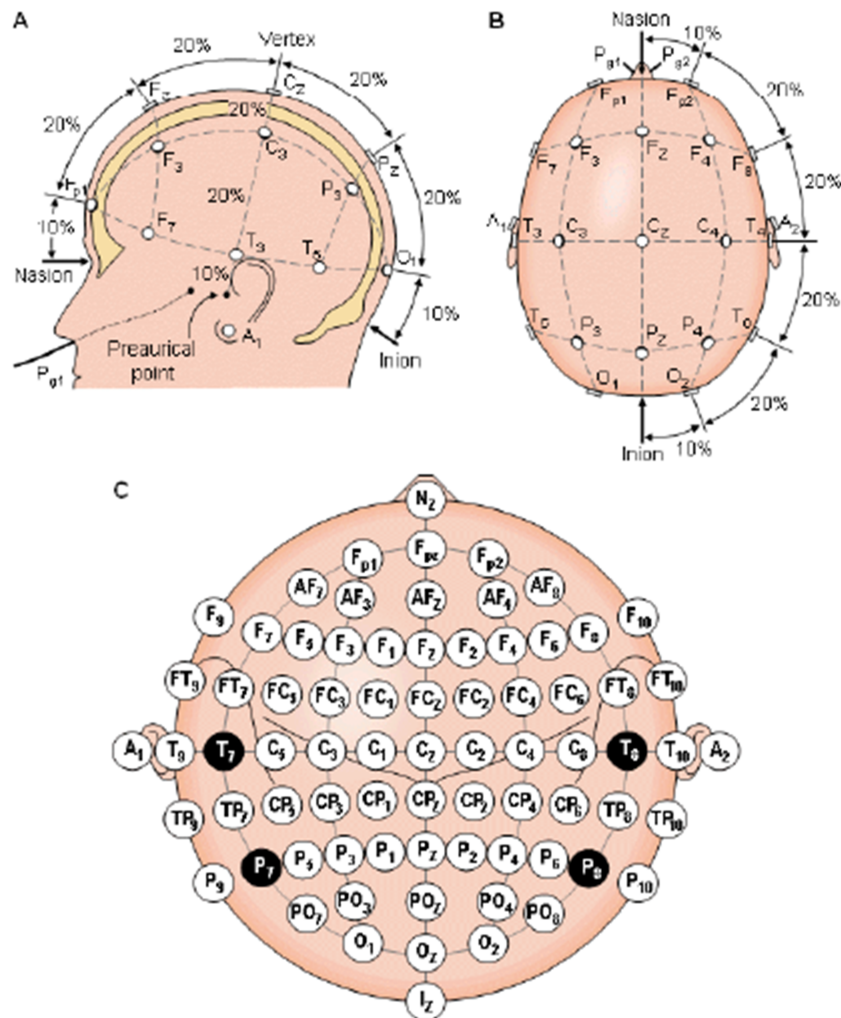 A
20%
Vertex
20%
Fz
Cz
20%
20%
20%
C3
Pz
F3
Fp1
20%
P3
20%
10%
F7
T3
T5
O1
Nasion
10%
10%
A1
Preaurical
point
Inion
Pg1
B
Nasion
10%
Pg1
Pg2
Fp1
Fp2
20%
F7
F3
Fz
F4
F8
A1
T3
C3
Cz
C4
T4
A2
20%
T5
P3
Pz
P4
T6
O1
O2
20%
Inion
10%
C
Nz
Fp1 Fpz Fp2
AF7 AF3 AFz AF4 AF8
F9 F7 F5 F3 F1 Fz F2 F4 F6 F8 F10
FT9 FT7 FC5 FC3 FC1 FCz FC2 FC4 FC6 FT8 FT10
A1 T9 T7 C5 C3 C1 Cz C2 C4 C6 T8 T10 A2
TP9 TP7 CP5 CP3 CP1 CPz CP2 CP4 CP6 TP8 TP10
P9 P7 P5 P3 P1 Pz P2 P4 P6 P8 P10
PO7 PO3 POz PO4 PO8
O1 Oz O2
Iz